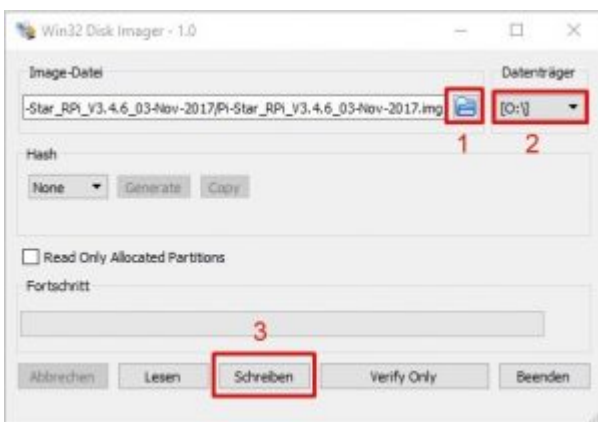 Win32 Disk Imager - 1.0
Image-Datei Datenträger
-Star_RPi_V3.4.6_03-Nov-2017/Pi-Star_RPi_V3.4.6_03-Nov-2017.img [O:\]
1 2
Hash
None Generate Copy
Read Only Allocated Partitions
Fortschritt
3
Abbrechen Lesen Schreiben Verify Only Beenden